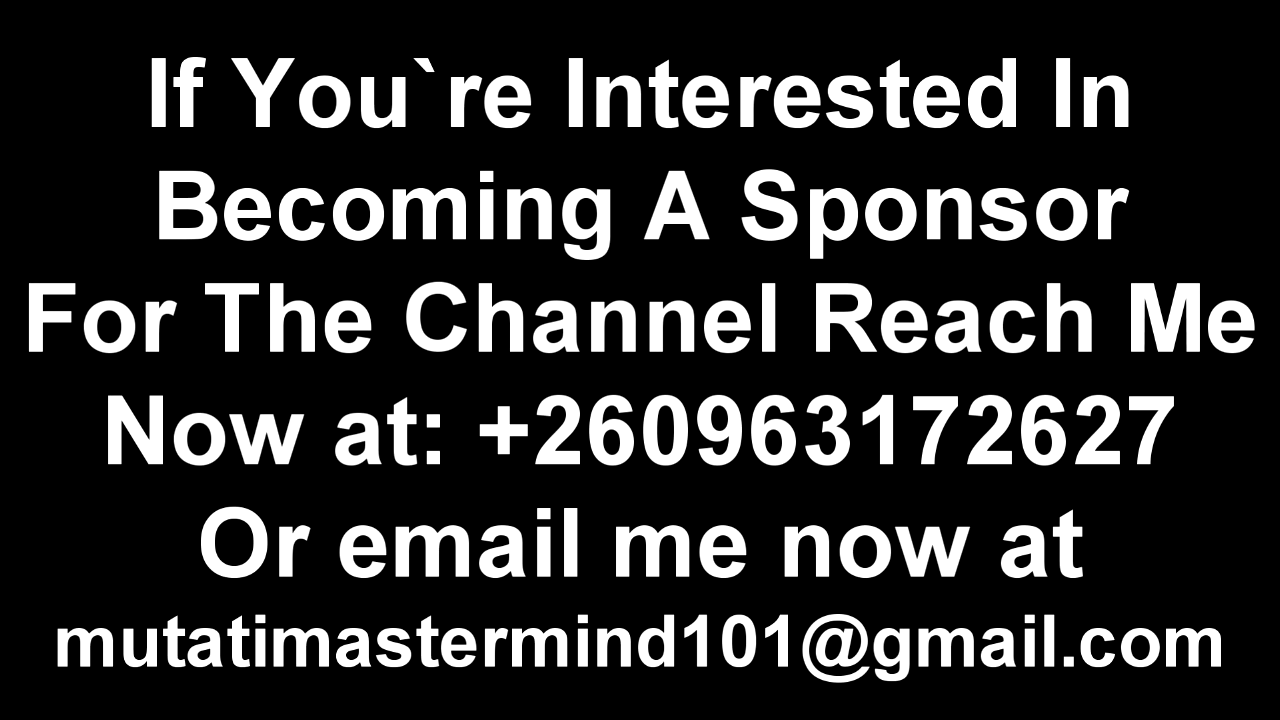 If You`re Interested In
Becoming A Sponsor
For The Channel Reach Me
Now at: +260963172627
Or email me now at
mutatimastermind101@gmail.com